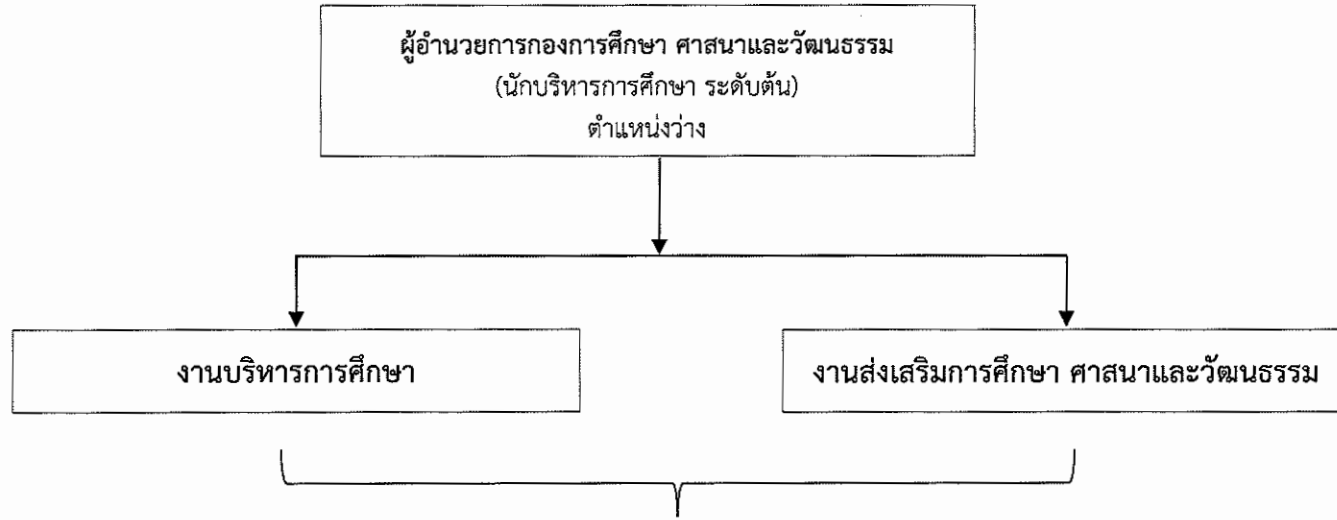 ผู้อำนวยการกองการศึกษา ศาสนาและวัฒนธรรม
(นักบริหารการศึกษา ระดับต้น)
ตำแหน่งว่าง
งานบริหารการศึกษา
งานส่งเสริมการศึกษา ศาสนาและวัฒนธรรม